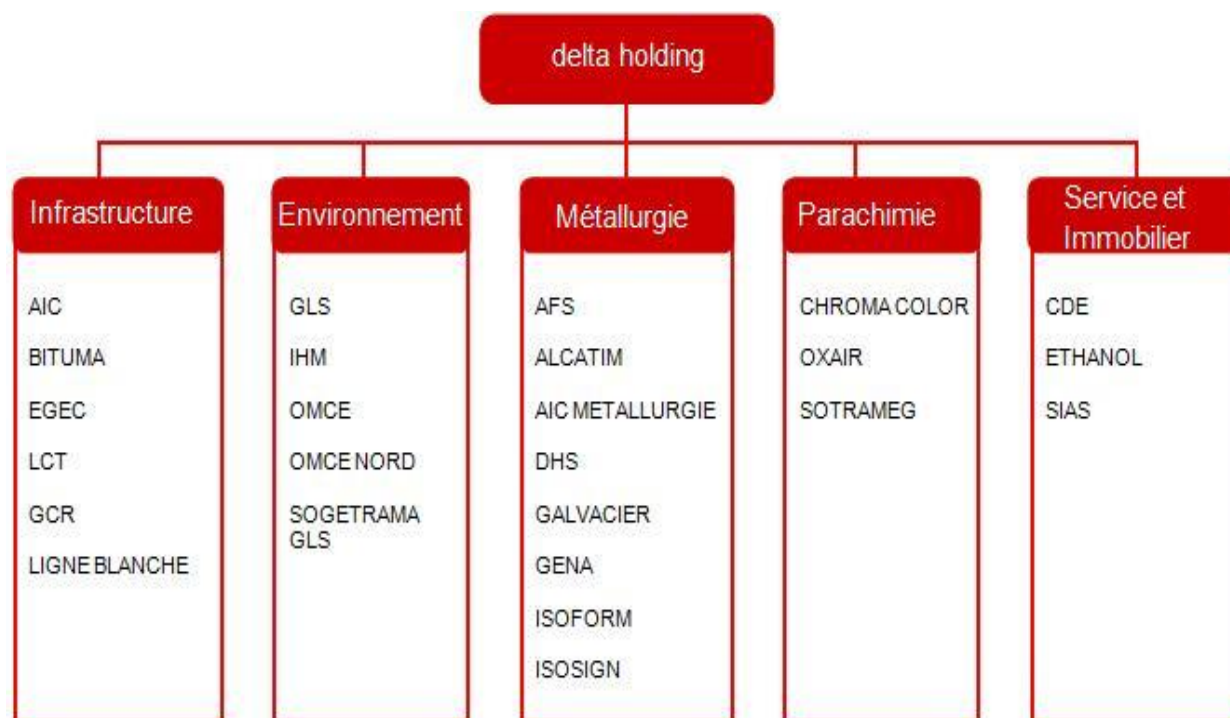 delta holding
Infrastructure
AIC
BITUMA
EGEC
LCT
GCR
LIGNE BLANCHE
Environnement
GLS
IHM
OMCE
OMCE NORD
SOGETRAMA
GLS
Métallurgie
AFS
ALCATIM
AIC METALLURGIE
DHS
GALVACIER
GENA
ISOFORM
ISOSIGN
Parachimie
CHROMA COLOR
OXAIR
SOTRAMEG
Service et
Immobilier
CDE
ETHANOL
SIAS